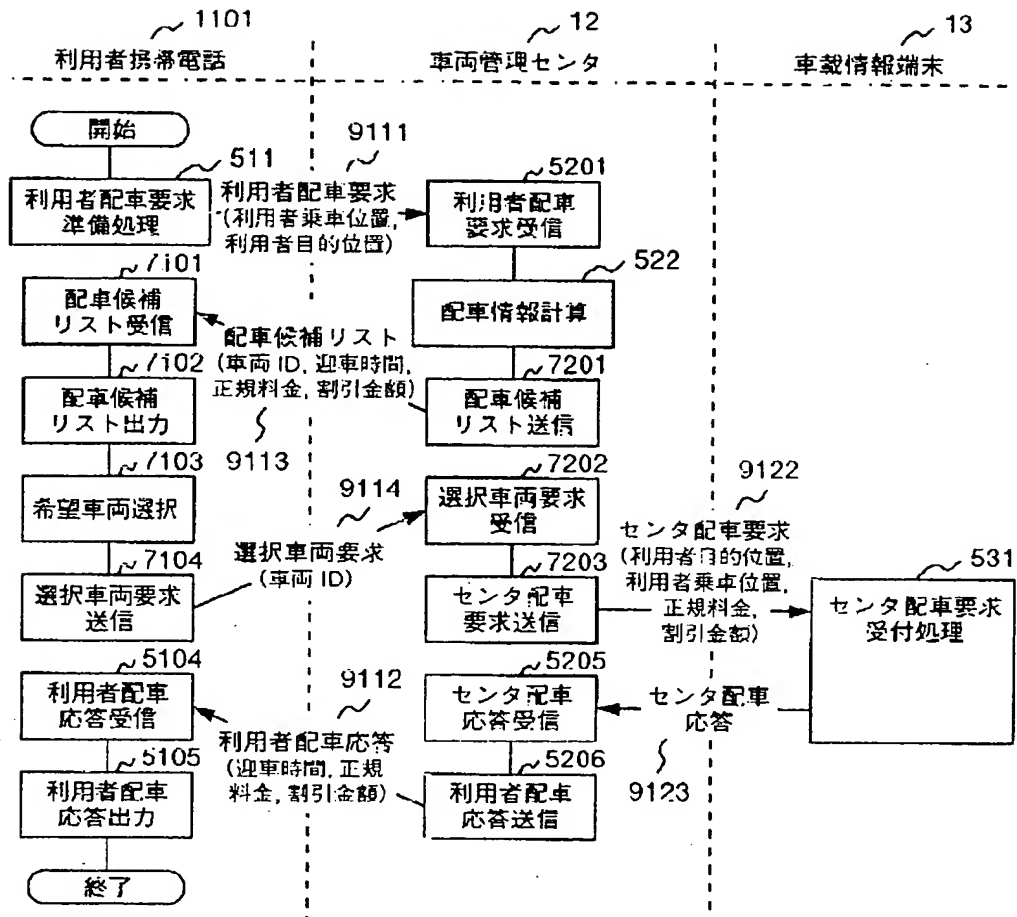 1101
利用者携帯電話
12
車両管理センタ
13
車載情報端末
開始
511
利用者配車要求
準備処理
9111
利用者配車要求
(利用者乗車位置,
利用者目的位置)
5201
利用者配車
要求受信
522
配車情報計算
7101
配車候補
リスト受信
配車候補リスト
(車両 ID, 迎車時間,
正規料金, 割引金額)
9113
7201
配車候補
リスト送信
7102
配車候補
リスト出力
7103
希望車両選択
9114
選択車両要求
(車両 ID)
7202
選択車両要求
受信
7104
選択車両要求
送信
7203
センタ配車
要求送信
9122
センタ配車要求
(利用者目的位置,
利用者乗車位置,
正規料金,
割引金額)
531
センタ配車要求
受付処理
5104
利用者配車
応答受信
9112
利用者配車応答
(迎車時間, 正規
料金, 割引金額)
5205
センタ配車
応答受信
センタ配車
応答
9123
5105
利用者配車
応答出力
5206
利用者配車
応答送信
終了